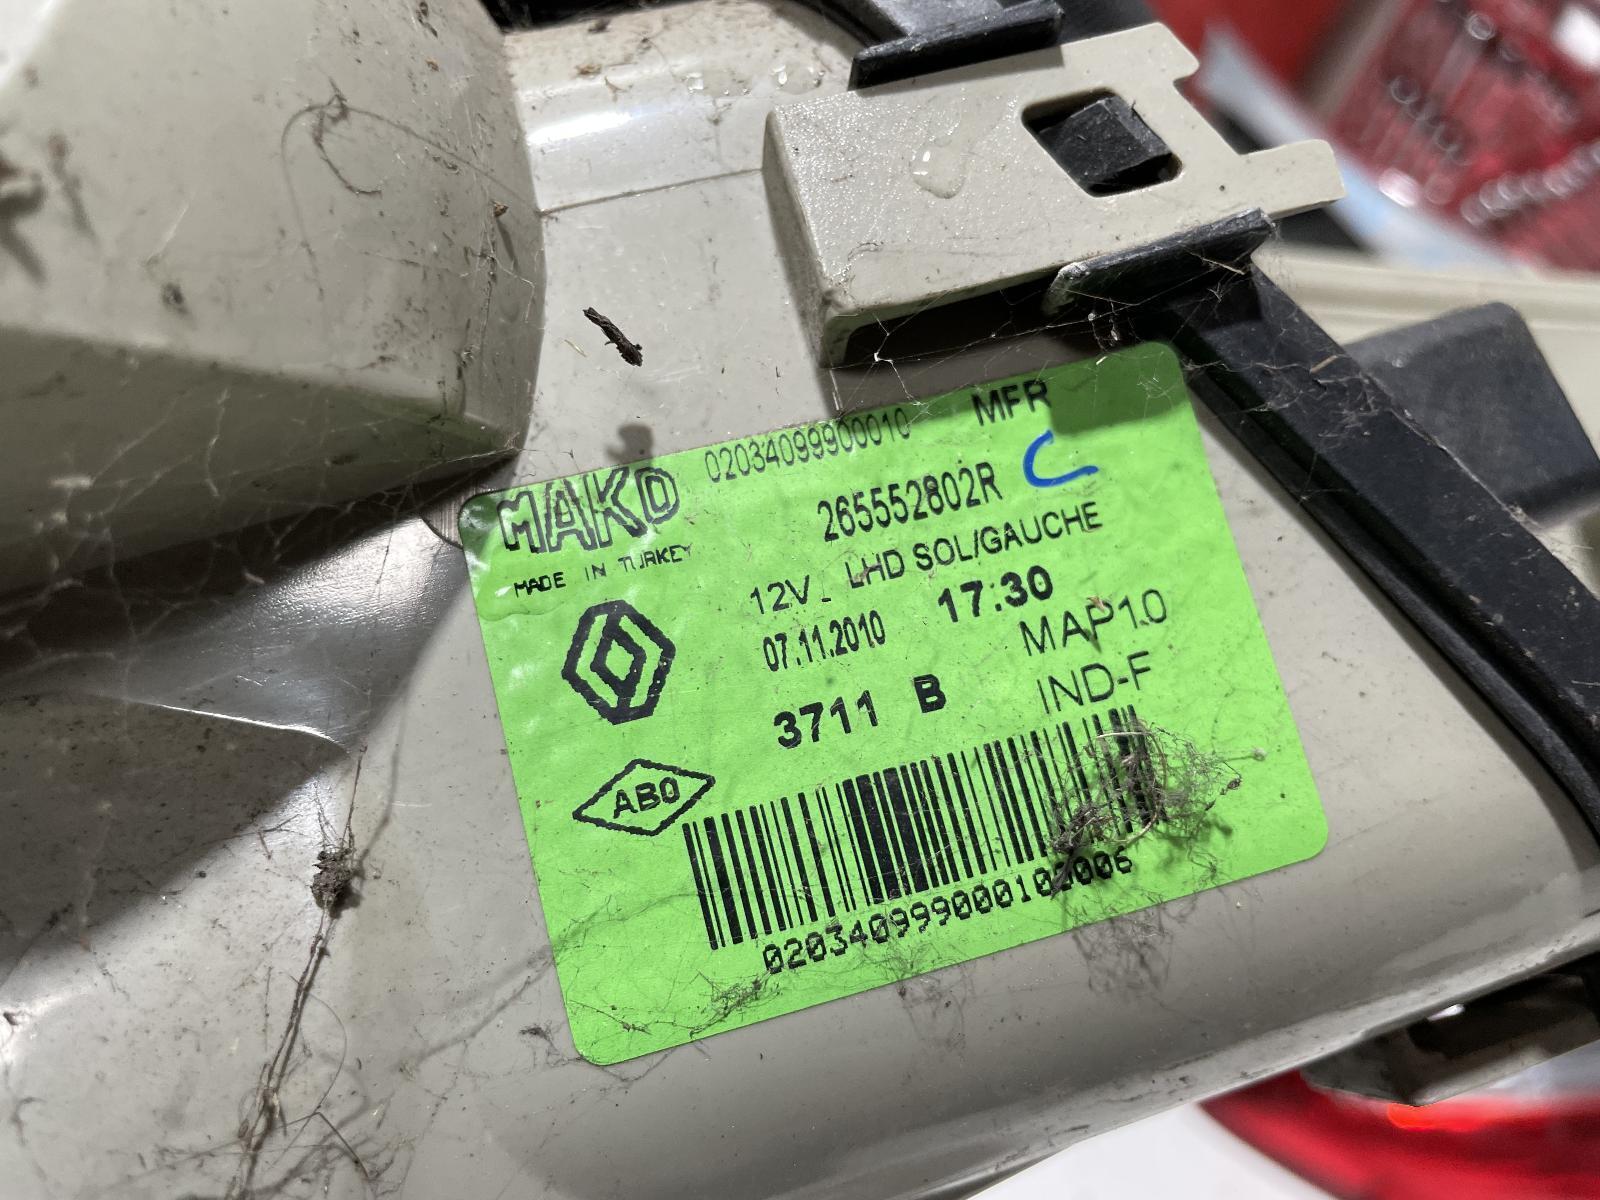 02034099900010 MFR
MAKO 265552802R C
MADE IN TURKEY 12V LHD SOL/GAUCHE
07.11.2010 17:30
MAP1.0
3711 B IND-F
ABO
02034099900010